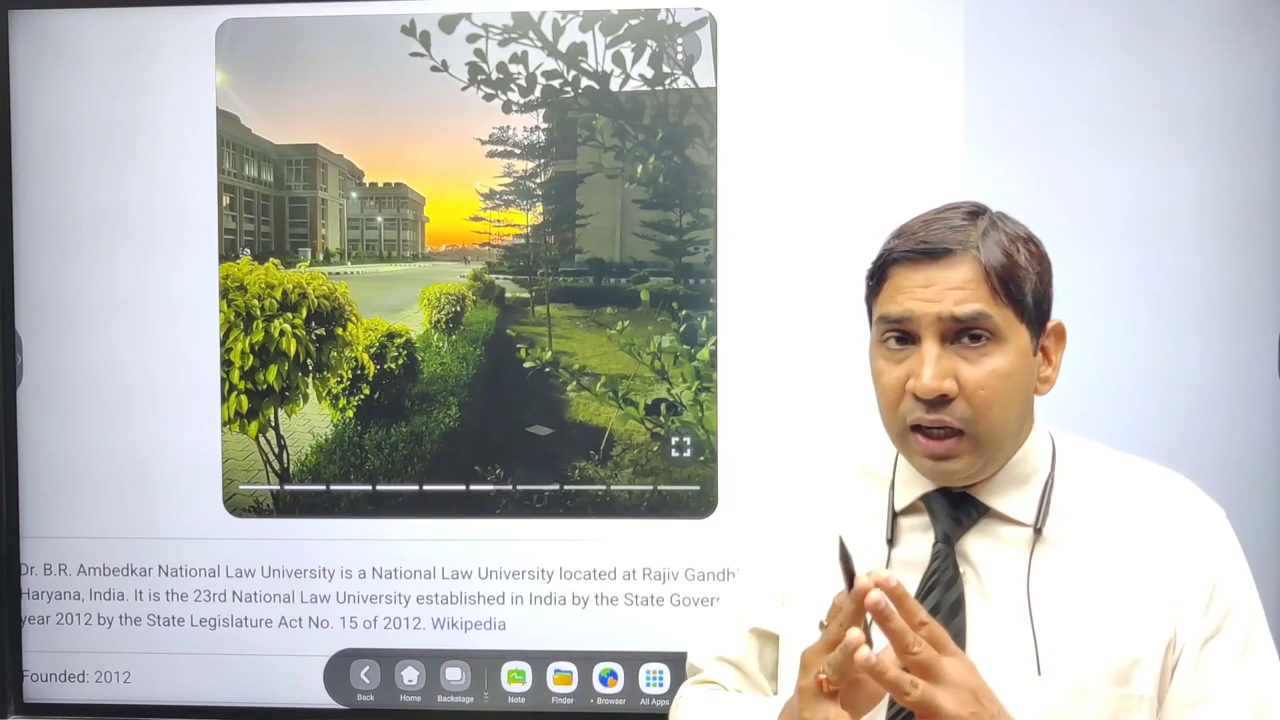 Dr. B.R. Ambedkar National Law University is a National Law University located at Rajiv Gandhi
Haryana, India. It is the 23rd National Law University established in India by the State Gover
year 2012 by the State Legislature Act No. 15 of 2012. Wikipedia
Founded: 2012
Back
Home
Backstage
Note
Finder
• Browser
All Apps